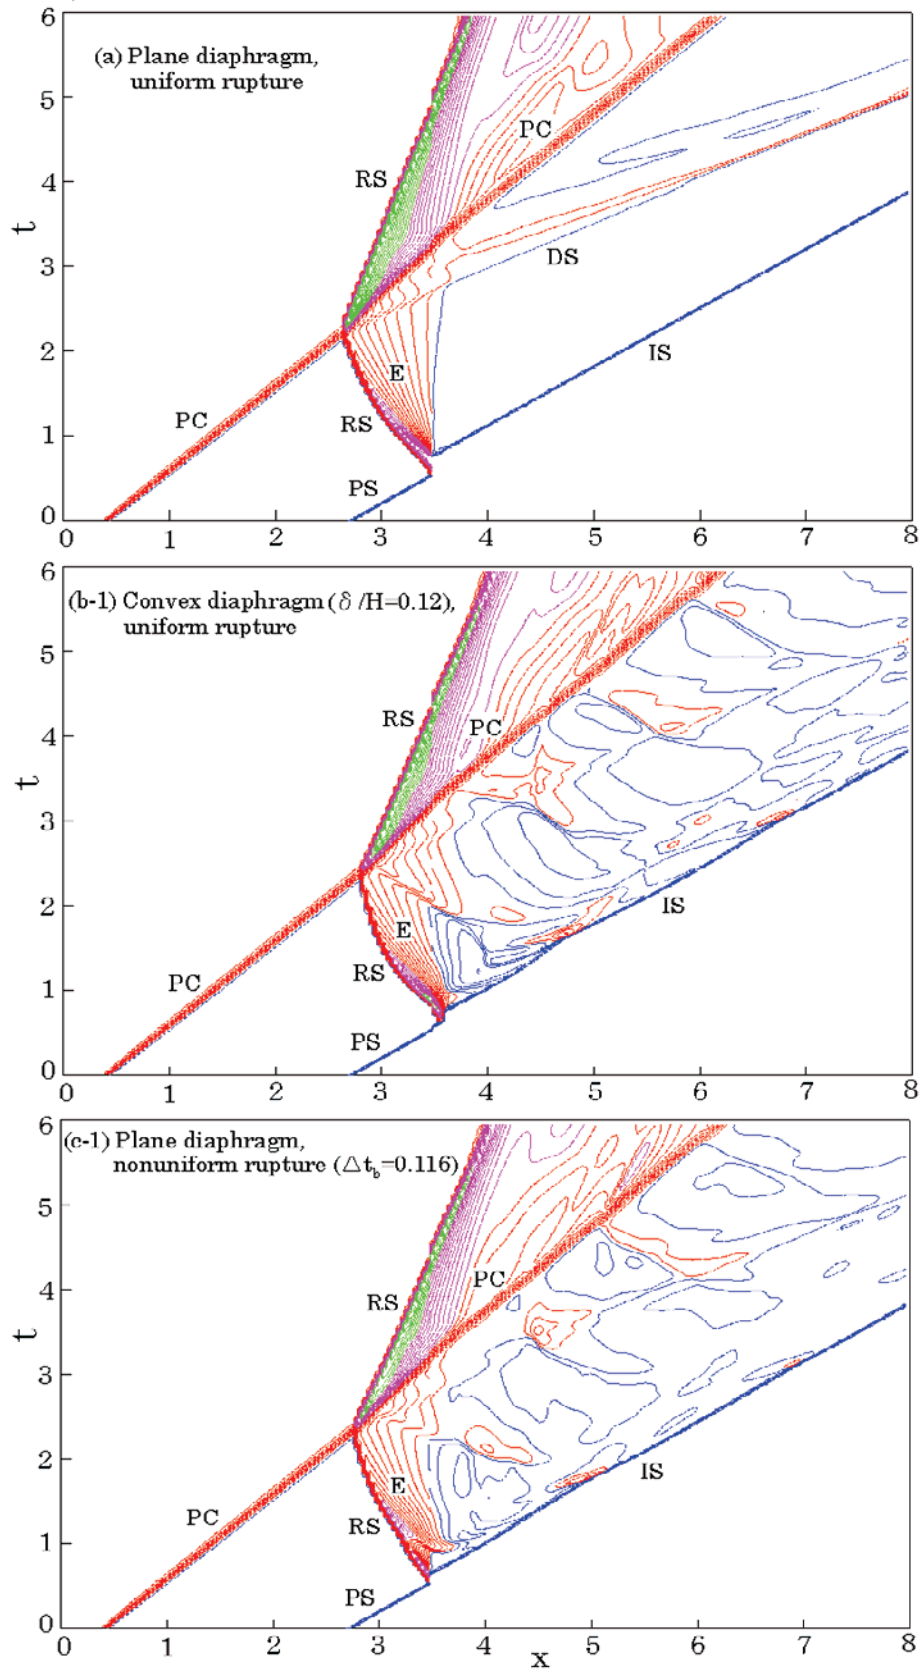 6
(a) Plane diaphragm,
uniform rupture
5
PC
RS
4
t
3
DS
2
IS
E
PC
RS
1
PS
0
0 1 2 3 4 5 6 7 8
6
(b-1) Convex diaphragm (δ/H=0.12),
uniform rupture
5
RS
PC
4
t
3
2
IS
E
RS
PC
1
PS
0
0 1 2 3 4 5 6 7 8
6
(c-1) Plane diaphragm,
nonuniform rupture (△t_b=0.116)
5
PC
RS
4
t
3
2
IS
E
RS
PC
1
PS
0
0 1 2 3 4 5 6 7 8
x